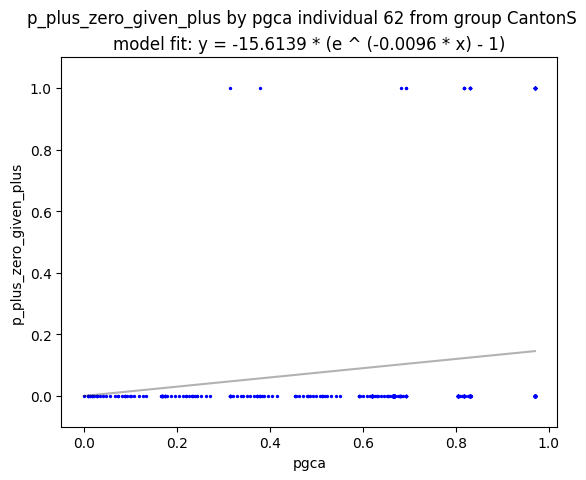 p_plus_zero_given_plus by pgca individual 62 from group CantonS
model fit: y = -15.6139 * (e ^ (-0.0096 * x) - 1)
1.0
0.8
0.6
0.4
0.2
0.0
p_plus_zero_given_plus
0.0 0.2 0.4 0.6 0.8 1.0
pgca